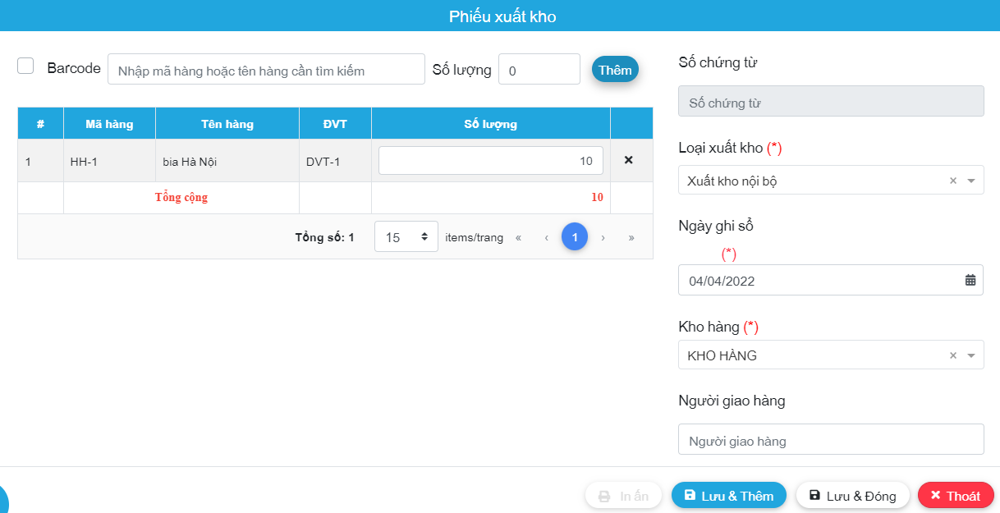 Phiếu xuất kho
Barcode Nhập mã hàng hoặc tên hàng cần tìm kiếm Số lượng 0 Thêm
# Mã hàng Tên hàng ĐVT Số lượng
1 HH-1 bia Hà Nội DVT-1 10 ×
Tổng cộng 10
Tổng số: 1 15 items/trang « ‹ 1 › »
Số chứng từ
Số chứng từ
Loại xuất kho (*)
Xuất kho nội bộ ×
Ngày ghi sổ
(*)
04/04/2022
Kho hàng (*)
KHO HÀNG ×
Người giao hàng
Người giao hàng
In ấn Lưu & Thêm Lưu & Đóng × Thoát